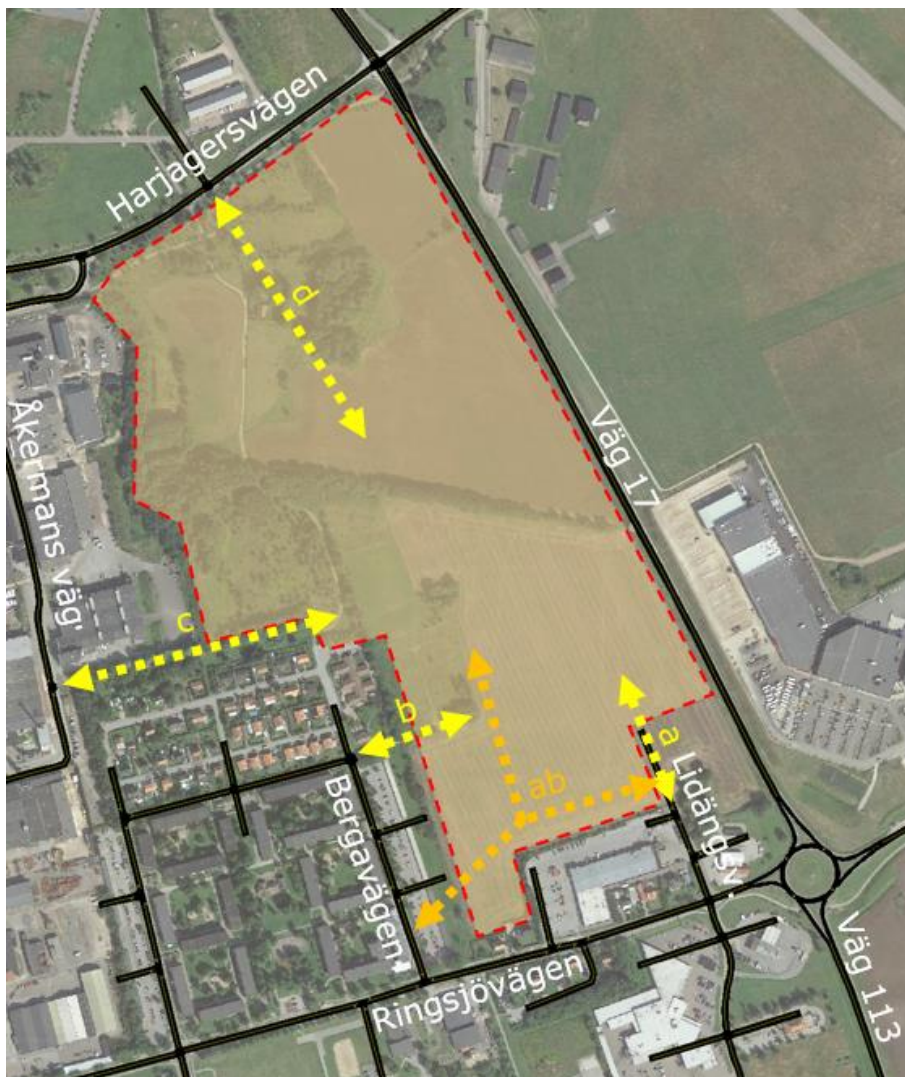 Harjagersvägen
d
Väg 17
Åkermans väg
c
b
a
ab
Lidängsv.
Bergavägen
Ringsjövägen
Väg 113